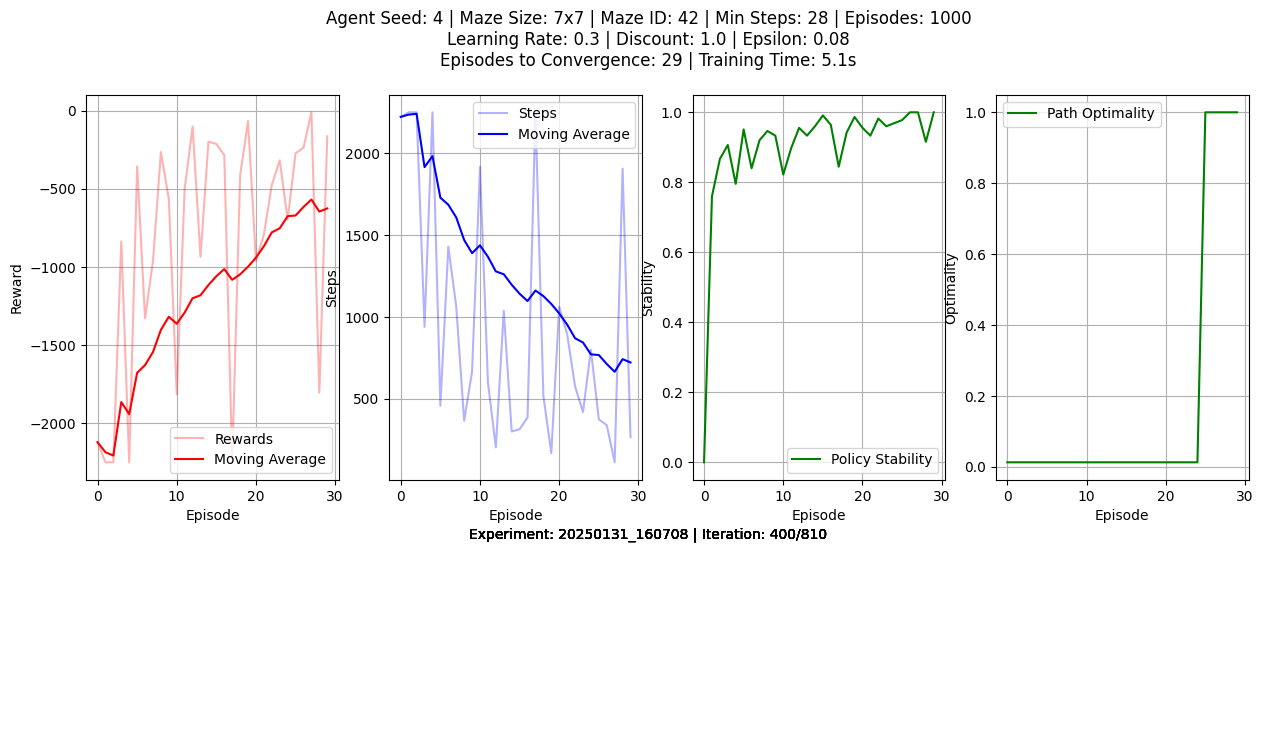 Agent Seed: 4 | Maze Size: 7x7 | Maze ID: 42 | Min Steps: 28 | Episodes: 1000
Learning Rate: 0.3 | Discount: 1.0 | Epsilon: 0.08
Episodes to Convergence: 29 | Training Time: 5.1s
Reward
0
−500
−1000
−1500
−2000
Rewards
Moving Average
0 10 20 30
Episode
Steps
2000
1500
1000
500
Steps
Moving Average
0 10 20 30
Episode
Stability
1.0
0.8
0.6
0.4
0.2
0.0
Policy Stability
0 10 20 30
Episode
Optimality
1.0
0.8
0.6
0.4
0.2
0.0
Path Optimality
0 10 20 30
Episode
Experiment: 20250131_160708 | Iteration: 400/810